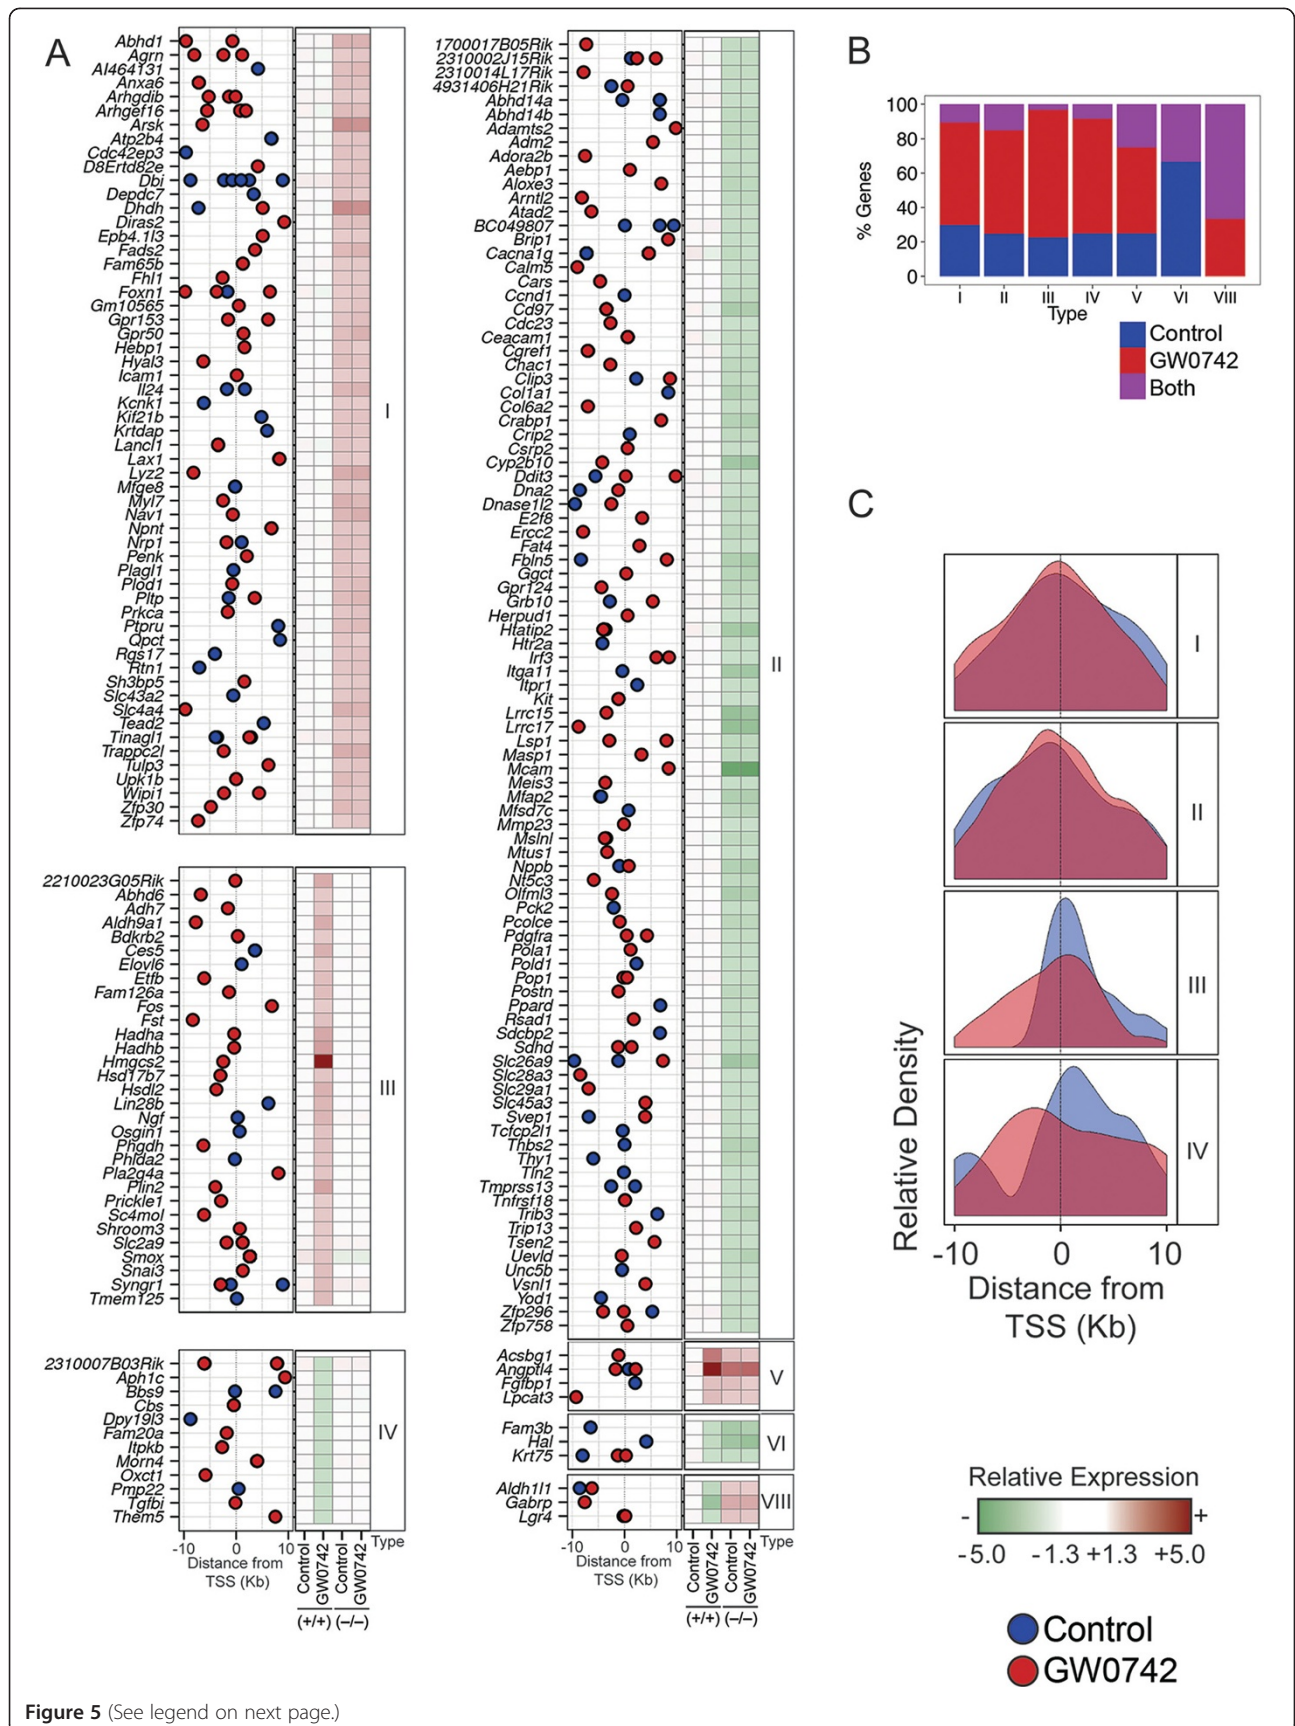 A
Abhd1
Agrn
AI464131
Anxa6
Arhgdib
Arhgef16
Arsk
Atp2b4
Cdc42ep3
D8Ertd82e
Dbi
Depdc7
Dhdh
Diras2
Epb4.1l3
Fads2
Fam65b
Fhl1
Foxn1
Gm10565
Gpr153
Gpr50
Hebp1
Hyal3
Icam1
Il24
Kcnk1
Kif21b
Krtdap
Lancl1
Lax1
Lyz2
Mfge8
Myl7
Nav1
Npnt
Nrp1
Penk
Plagl1
Plod1
Pltp
Prkca
Ptpru
Qpct
Rgs17
Rtn1
Sh3bp5
Slc43a2
Slc4a4
Tead2
Tinagl1
Trappc2l
Tulp3
Upk1b
Wipi1
Zfp30
Zfp74
I
2210023G05Rik
Abhd6
Adh7
Aldh9a1
Bdkrb2
Ces5
Elovl6
Etfb
Fam126a
Fos
Fst
Hadha
Hadhb
Hmgcs2
Hsd17b7
Hsdl2
Lin28b
Ngf
Osgin1
Phgdh
Phlda2
Pla2g4a
Plin2
Prickle1
Sc4mol
Shroom3
Slc2a9
Smox
Snai3
Syngr1
Tmem125
III
2310007B03Rik
Aph1c
Bbs9
Cbs
Dpy19l3
Fam20a
Itpkb
Morn4
Oxct1
Pmp22
Tgfbi
Them5
IV
-10 0 10
Distance from
TSS (Kb)
Control
GW0742
Control
GW0742
Type
(+/+) (−/−)
1700017B05Rik
2310002J15Rik
2310014L17Rik
4931406H21Rik
Abhd14a
Abhd14b
Adamts2
Adm2
Adora2b
Aebp1
Aloxe3
Arntl2
Atad2
BC049807
Brip1
Cacna1g
Calm5
Cars
Ccnd1
Cd97
Cdc23
Ceacam1
Cgref1
Chac1
Clip3
Col1a1
Col6a2
Crabp1
Crip2
Csrp2
Cyp2b10
Ddit3
Dna2
Dnase1l2
E2f8
Ercc2
Fat4
Fbln5
Ggct
Gpr124
Grb10
Herpud1
Htatip2
Htr2a
Irf3
Itga11
Itpr1
Kit
Lrrc15
Lrrc17
Lsp1
Masp1
Mcam
Meis3
Mfap2
Mfsd7c
Mmp23
Mslnl
Mtus1
Nppb
Nt5c3
Olfml3
Pck2
Pcolce
Pdgfra
Pola1
Pold1
Pop1
Postn
Ppard
Rsad1
Sdcbp2
Sdhd
Slc26a9
Slc28a3
Slc29a1
Slc45a3
Svep1
Tcfcp2l1
Thbs2
Thy1
Tln2
Tmprss13
Tnfrsf18
Trib3
Trip13
Tsen2
Uevld
Unc5b
Vsnl1
Yod1
Zfp296
Zfp758
II
Acsbg1
Angptl4
Fgfbp1
Lpcat3
V
Fam3b
Hal
Krt75
VI
Aldh1l1
Gabrp
Lgr4
VIII
-10 0 10
Distance from
TSS (Kb)
Control
GW0742
Control
GW0742
Type
(+/+) (−/−)
B
% Genes
100
80
60
40
20
0
I II III IV V VI VIII
Type
Control
GW0742
Both
C
I
II
III
IV
Relative Density
-10 0 10
Distance from
TSS (Kb)
Relative Expression
- +
-5.0 -1.3 +1.3 +5.0
Control
GW0742
Figure 5 (See legend on next page.)